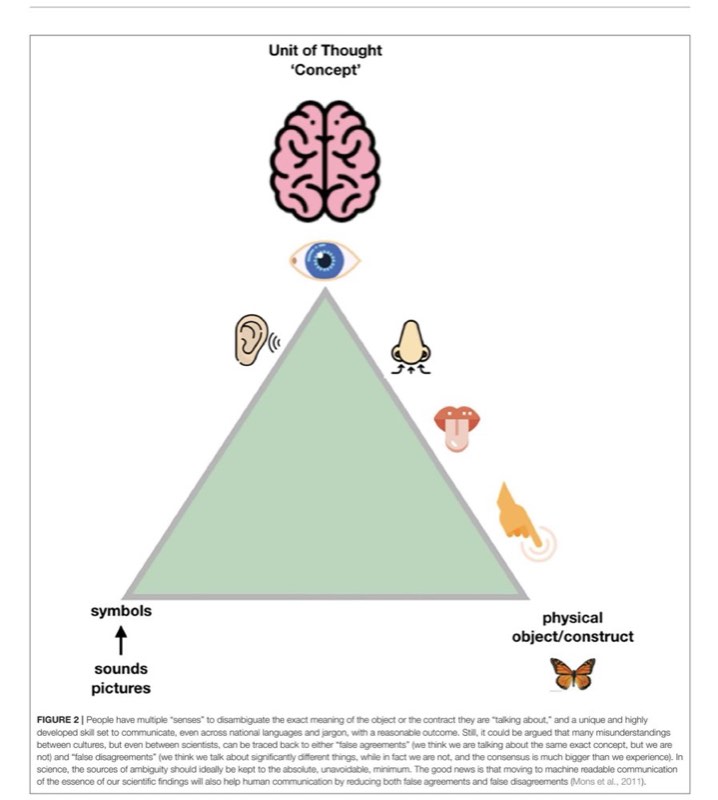 Unit of Thought
‘Concept’
symbols
sounds
pictures
physical
object/construct
FIGURE 2 | People have multiple “senses” to disambiguate the exact meaning of the object or the contract they are “talking about,” and a unique and highly
developed skill set to communicate, even across national languages and jargon, with a reasonable outcome. Still, it could be argued that many misunderstandings
between cultures, but even between scientists, can be traced back to either “false agreements” (we think we are talking about the same exact concept, but we are
not) and “false disagreements” (we think we talk about significantly different things, while in fact we are not, and the consensus is much bigger than we experience). In
science, the sources of ambiguity should ideally be kept to the absolute, unavoidable, minimum. The good news is that moving to machine readable communication
of the essence of our scientific findings will also help human communication by reducing both false agreements and false disagreements (Mons et al., 2011).